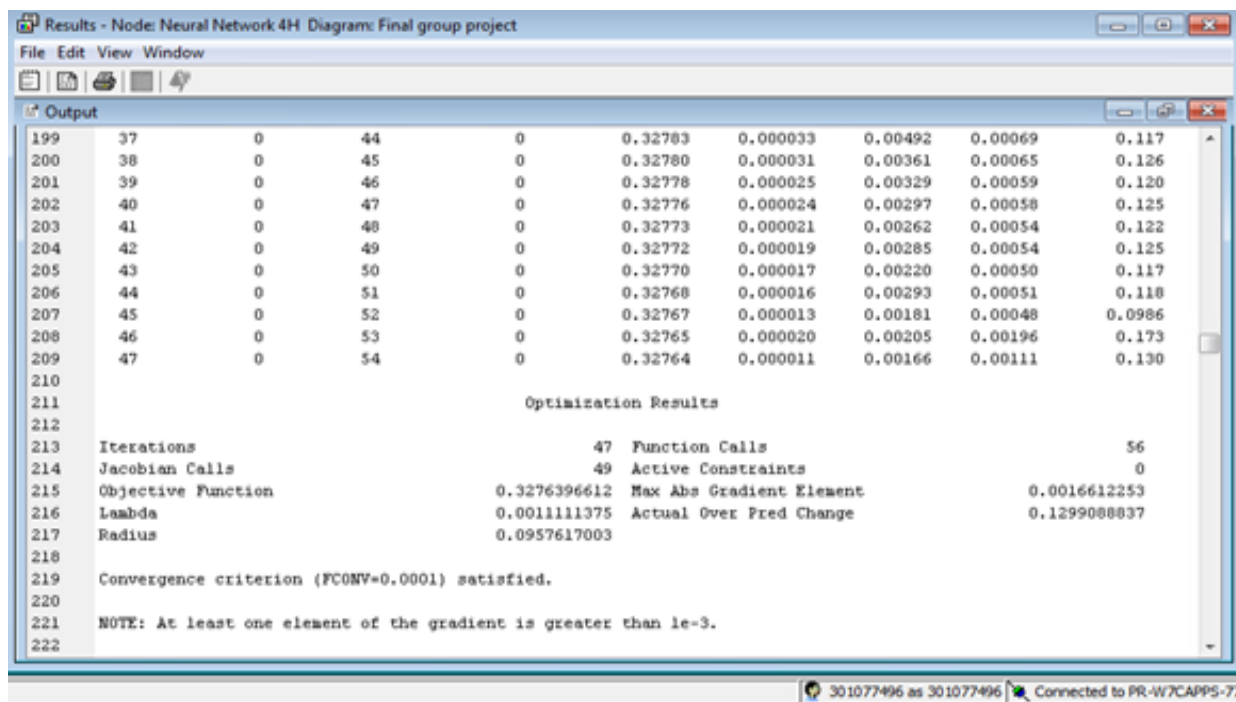 Results - Node: Neural Network 4H Diagram: Final group project
File Edit View Window
Output
199 37 0 44 0 0.32783 0.000033 0.00492 0.00069 0.117
200 38 0 45 0 0.32780 0.000031 0.00361 0.00065 0.126
201 39 0 46 0 0.32778 0.000025 0.00329 0.00059 0.120
202 40 0 47 0 0.32776 0.000024 0.00297 0.00058 0.125
203 41 0 48 0 0.32773 0.000021 0.00262 0.00054 0.122
204 42 0 49 0 0.32772 0.000019 0.00285 0.00054 0.125
205 43 0 50 0 0.32770 0.000017 0.00220 0.00050 0.117
206 44 0 51 0 0.32768 0.000016 0.00293 0.00051 0.118
207 45 0 52 0 0.32767 0.000013 0.00181 0.00048 0.0986
208 46 0 53 0 0.32765 0.000020 0.00205 0.00196 0.173
209 47 0 54 0 0.32764 0.000011 0.00166 0.00111 0.130
210
211 Optimization Results
212
213 Iterations 47 Function Calls 56
214 Jacobian Calls 49 Active Constraints 0
215 Objective Function 0.3276396612 Max Abs Gradient Element 0.0016612253
216 Lambda 0.0011111375 Actual Over Pred Change 0.1299088837
217 Radius 0.0957617003
218
219 Convergence criterion (FCONV=0.0001) satisfied.
220
221 NOTE: At least one element of the gradient is greater than 1e-3.
222
301077496 as 301077496 Connected to PR-W7CAPPS-7